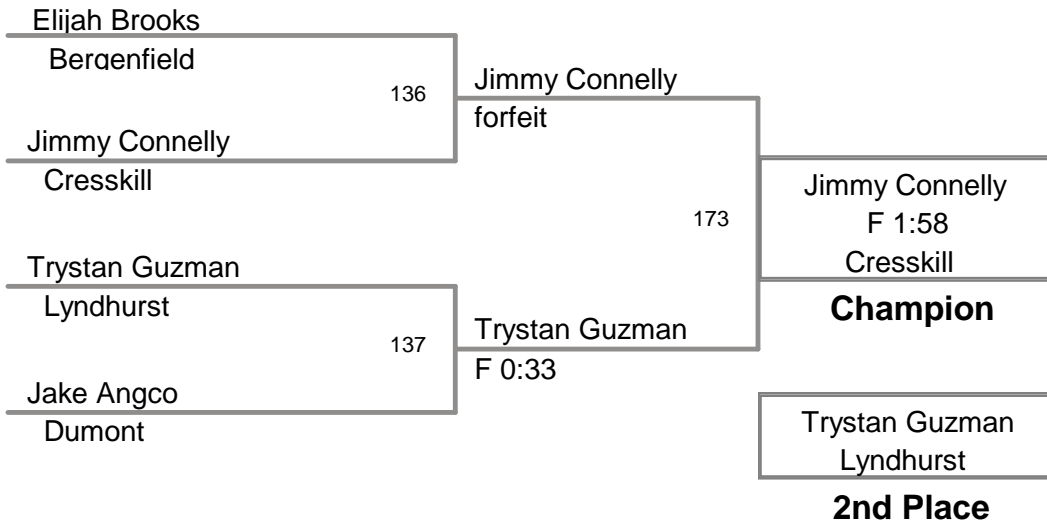 Elijah Brooks
Bergenfield
136
Jimmy Connelly
forfeit
Jimmy Connelly
Cresskill
173
Jimmy Connelly
F 1:58
Cresskill
Champion
Trystan Guzman
Lyndhurst
137
Trystan Guzman
F 0:33
Jake Angco
Dumont
Trystan Guzman
Lyndhurst
2nd Place